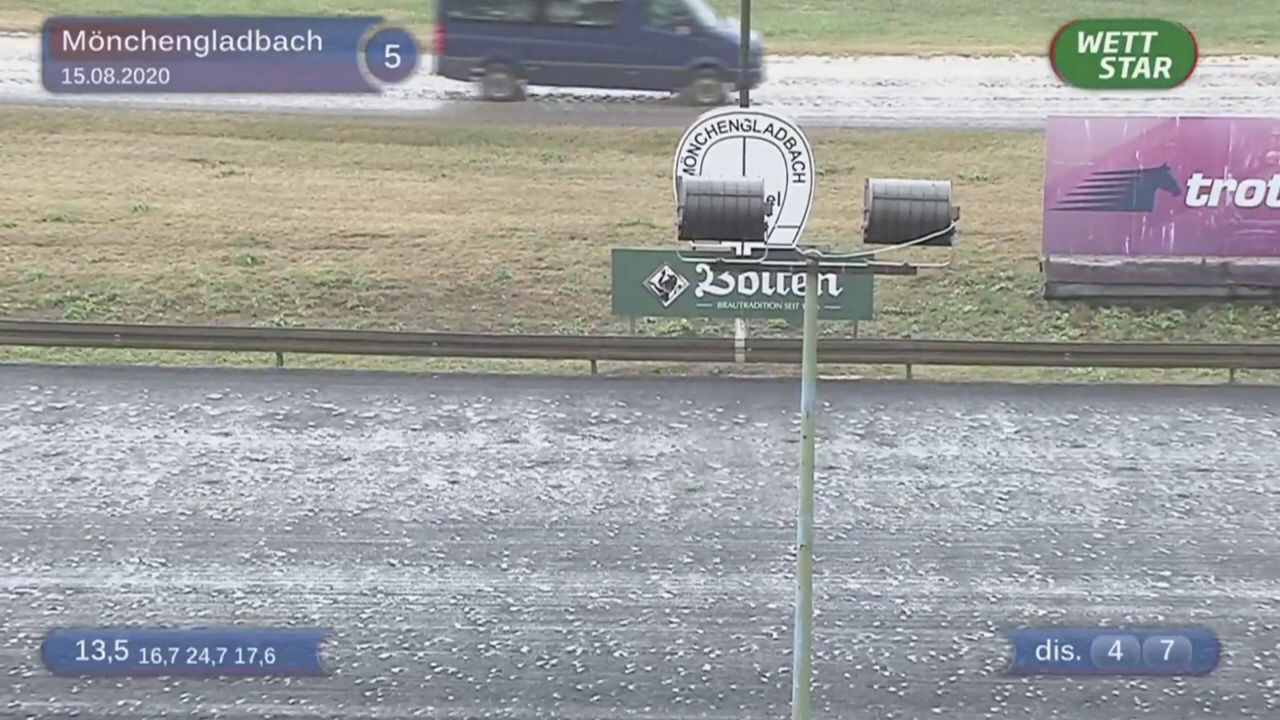 Mönchengladbach
15.08.2020
5
WETT
STAR
MÖNCHENGLADBACH
Bolten
BRAUTRADITION SEIT
13,5 16,7 24,7 17,6
dis. 4 7